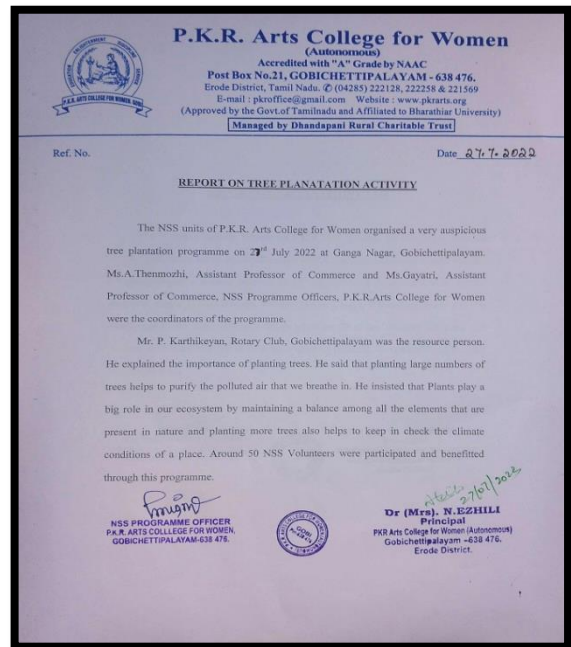 P.K.R. Arts College for Women
(Autonomous)
Accredited with "A" Grade by NAAC
Post Box No.21, GOBICHETTIPALAYAM - 638 476.
Erode District, Tamil Nadu. ✆ (04285) 222128, 222258 & 221569
E-mail : pkroffice@gmail.com Website : www.pkrarts.org
(Approved by the Govt.of Tamilnadu and Affiliated to Bharathiar University)
Managed by Dhandapani Rural Charitable Trust
P.K.R ARTS COLLEGE FOR WOMEN, GOBI
Ref. No.
Date 27.7.2022
REPORT ON TREE PLANATATION ACTIVITY
The NSS units of P.K.R. Arts College for Women organised a very auspicious
tree plantation programme on rd July 2022 at Ganga Nagar, Gobichettipalayam.
Ms.A.Thenmozhi, Assistant Professor of Commerce and Ms.Gayatri, Assistant
Professor of Commerce, NSS Programme Officers, P.K.R.Arts College for Women
were the coordinators of the programme.
Mr. P. Karthikeyan, Rotary Club, Gobichettipalayam was the resource person.
He explained the importance of planting trees. He said that planting large numbers of
trees helps to purify the polluted air that we breathe in. He insisted that Plants play a
big role in our ecosystem by maintaining a balance among all the elements that are
present in nature and planting more trees also helps to keep in check the climate
conditions of a place. Around 50 NSS Volunteers were participated and benefitted
through this programme.
NSS PROGRAMME OFFICER
P.K.R. ARTS COLLLEGE FOR WOMEN,
GOBICHETTIPALAYAM-638 476.
27/07/2022
Dr (Mrs). N.EZHILI
Principal
PKR Arts College for Women (Autonomous)
Gobichettipalayam -638 476.
Erode District.